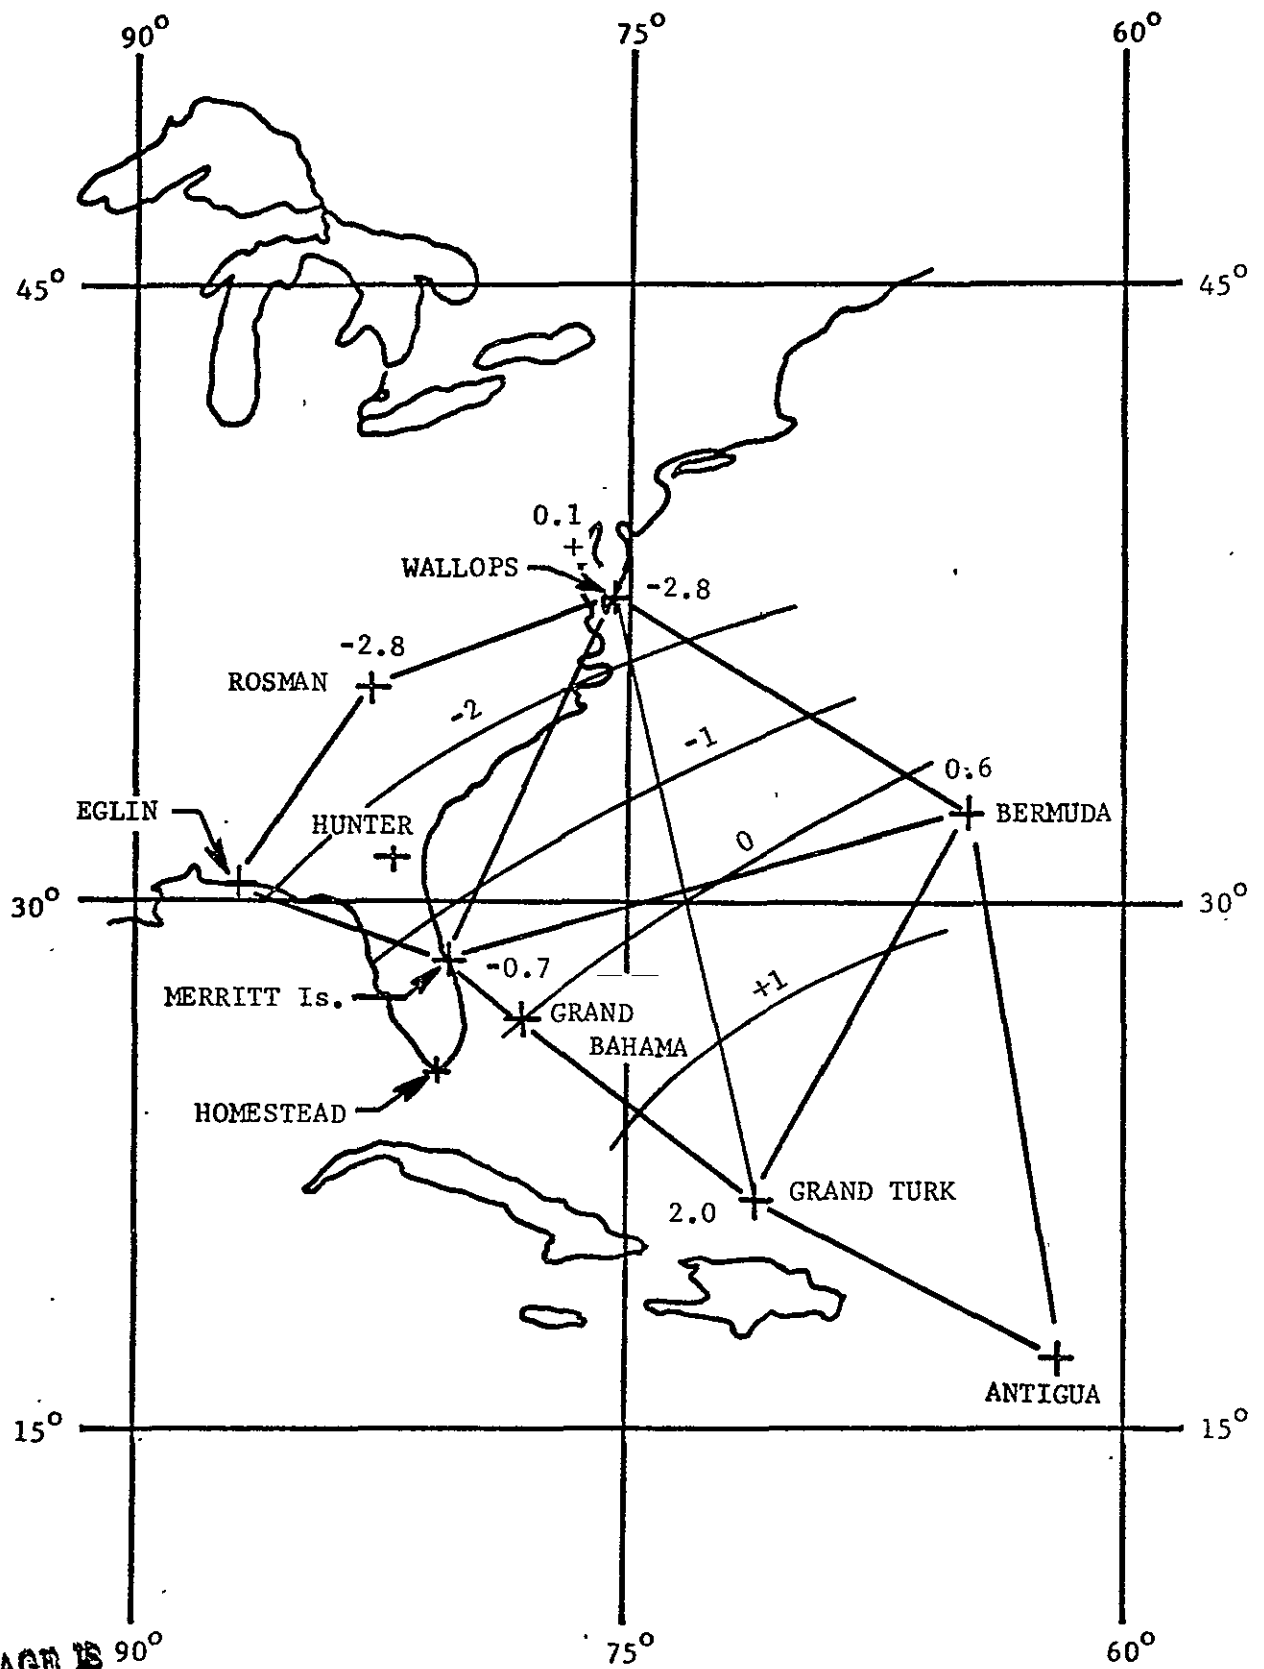 90° 75° 60°
45° 45°
0.1
WALLOPS
-2.8
-2.8
ROSMAN
-2
-1
0.6
EGLIN
BERMUDA
HUNTER
0
30° 30°
-0.7
+1
MERRITT Is.
GRAND
BAHAMA
HOMESTEAD
GRAND TURK
2.0
ANTIGUA
15° 15°
90° 75° 60°